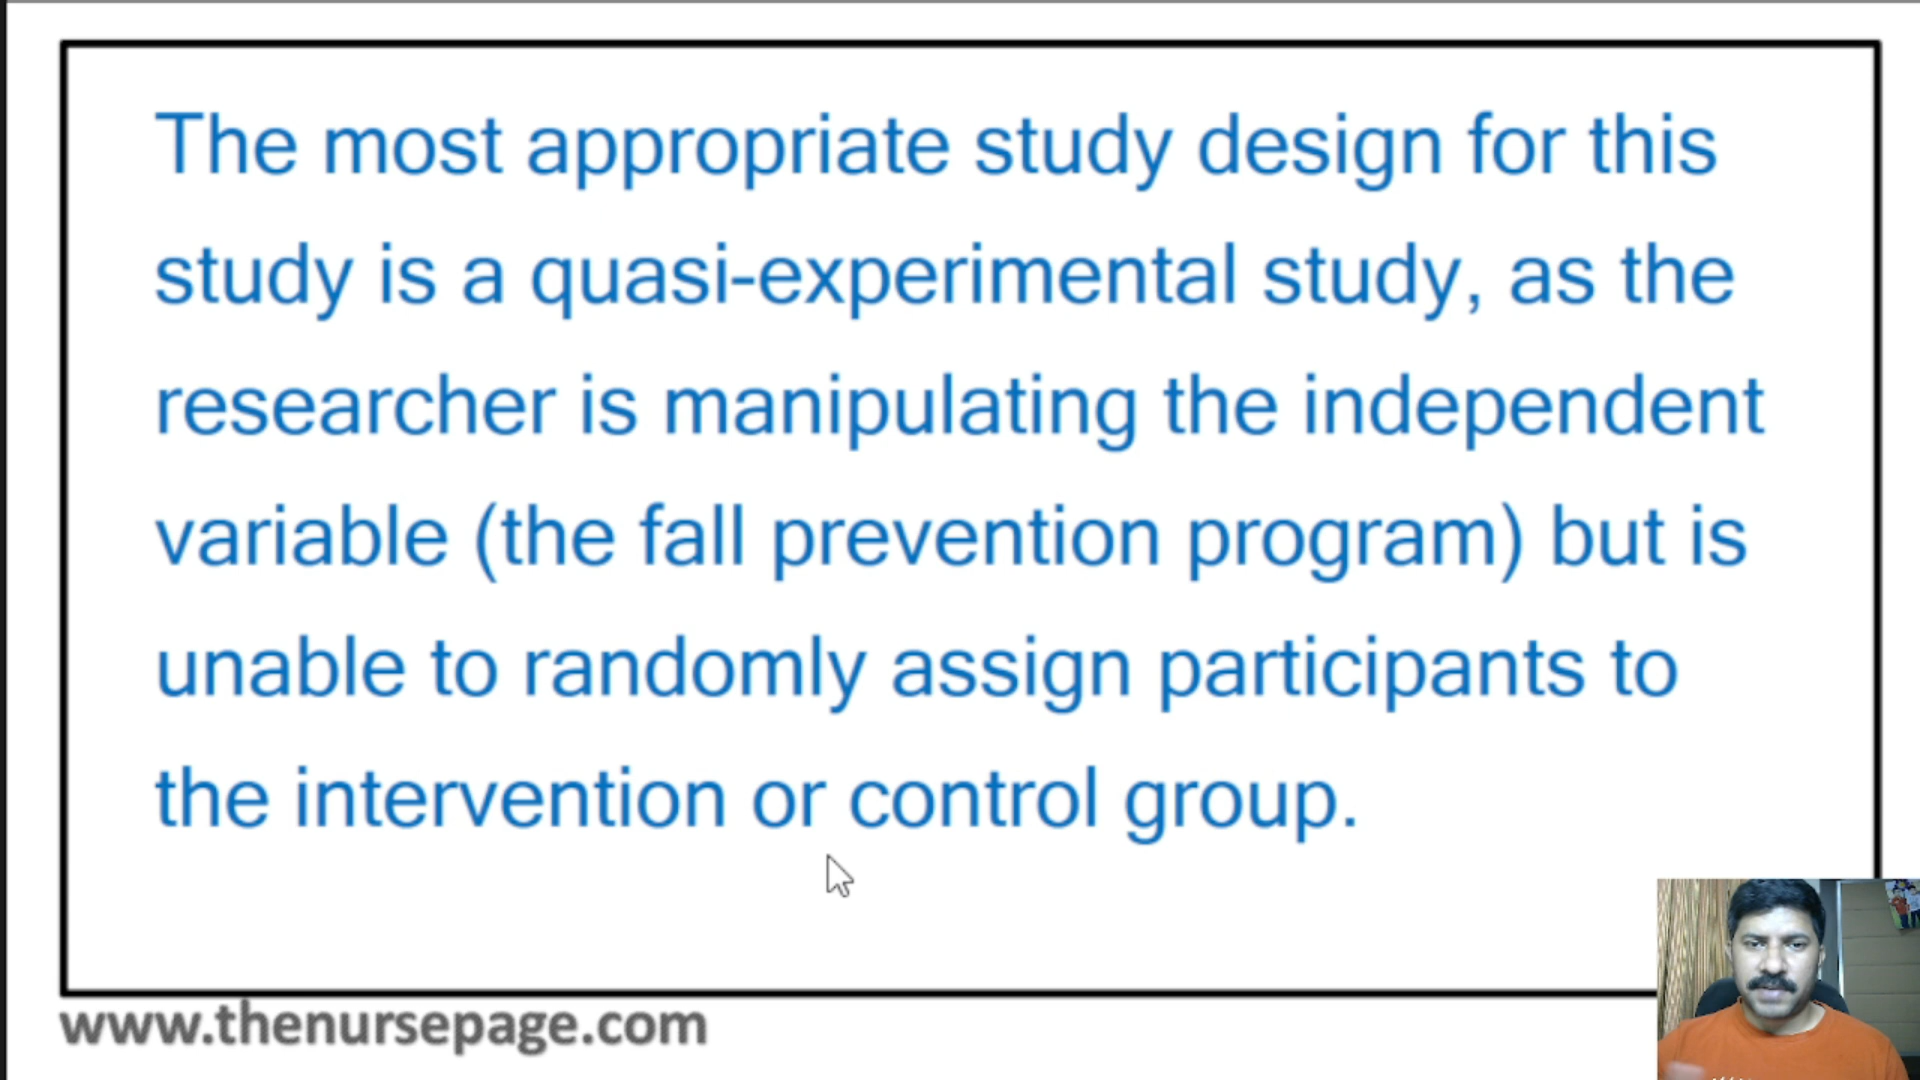 The most appropriate study design for this
study is a quasi-experimental study, as the
researcher is manipulating the independent
variable (the fall prevention program) but is
unable to randomly assign participants to
the intervention or control group.
www.thenursepage.com